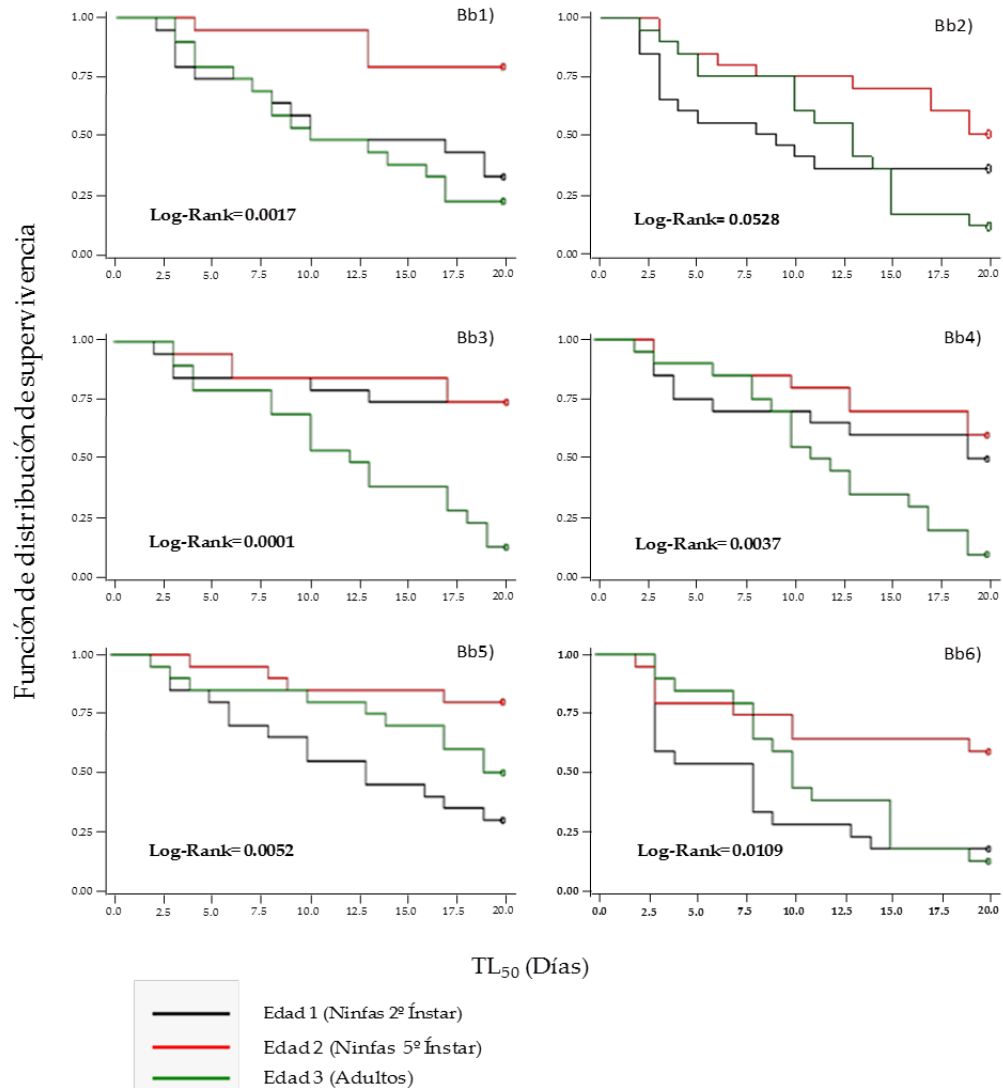 Bb1)
1.00
0.75
0.50
0.25
0.00
Log-Rank=0.0017
0.0 2.5 5.0 7.5 10.0 12.5 15.0 17.5 20.0
Bb2)
1.00
0.75
0.50
0.25
0.00
Log-Rank= 0.0528
0.0 2.5 5.0 7.5 10.0 12.5 15.0 17.5 20.0
Bb3)
1.00
0.75
0.50
0.25
0.00
Log-Rank=0.0001
0.0 2.5 5.0 7.5 10.0 12.5 15.0 17.5 20.0
Bb4)
1.00
0.75
0.50
0.25
0.00
Log-Rank=0.0037
0.0 2.5 5.0 7.5 10.0 12.5 15.0 17.5 20.0
Bb5)
1.00
0.75
0.50
0.25
0.00
Log-Rank=0.0052
0.0 2.5 5.0 7.5 10.0 12.5 15.0 17.5 20.0
Bb6)
1.00
0.75
0.50
0.25
0.00
Log-Rank=0.0109
0.0 2.5 5.0 7.5 10.0 12.5 15.0 17.5 20.0
Función de distribución de supervivencia
TL50 (Días)
Edad 1 (Ninfas 2º Ínstar)
Edad 2 (Ninfas 5º Ínstar)
Edad 3 (Adultos)